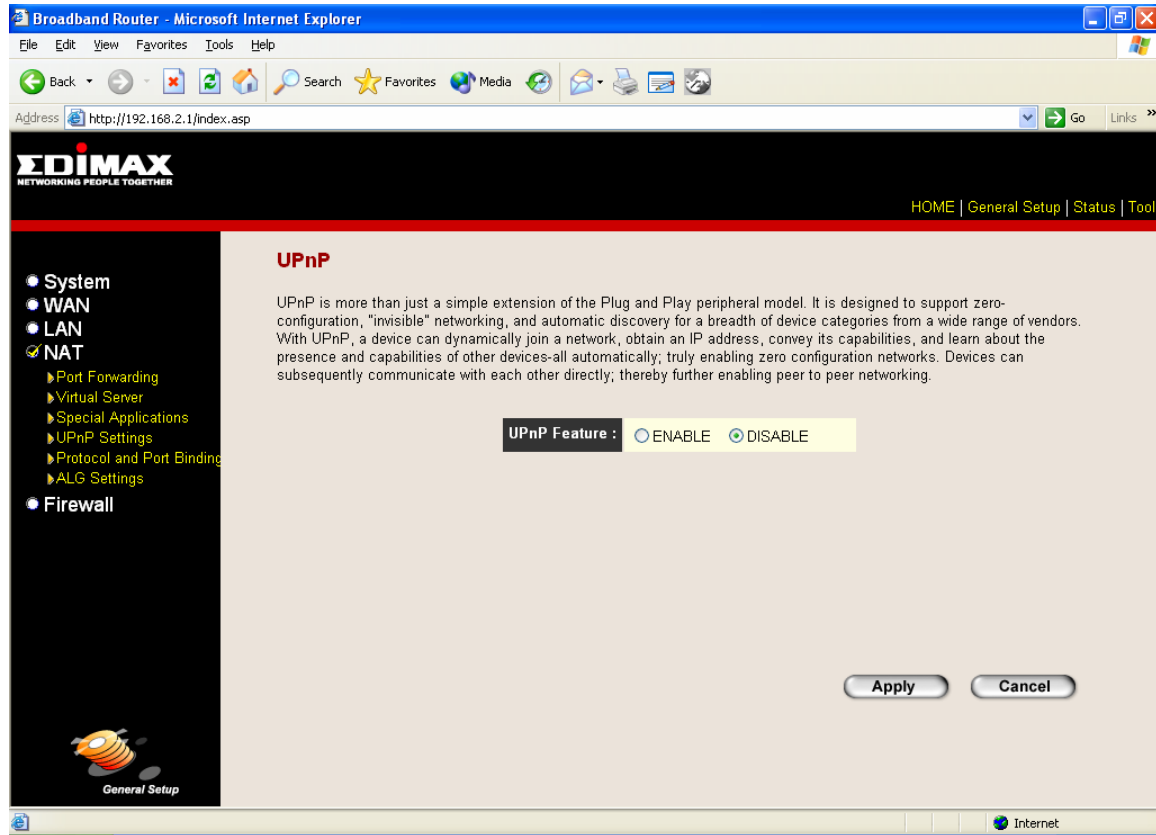 Broadband Router - Microsoft Internet Explorer
File Edit View Favorites Tools Help
Back Search Favorites Media
Address http://192.168.2.1/index.asp Go Links »
EDIMAX
NETWORKING PEOPLE TOGETHER
HOME | General Setup | Status | Tool
System
WAN
LAN
NAT
Port Forwarding
Virtual Server
Special Applications
UPnP Settings
Protocol and Port Binding
ALG Settings
Firewall
General Setup
UPnP
UPnP is more than just a simple extension of the Plug and Play peripheral model. It is designed to support zero-
configuration, "invisible" networking, and automatic discovery for a breadth of device categories from a wide range of vendors.
With UPnP, a device can dynamically join a network, obtain an IP address, convey its capabilities, and learn about the
presence and capabilities of other devices-all automatically; truly enabling zero configuration networks. Devices can
subsequently communicate with each other directly; thereby further enabling peer to peer networking.
UPnP Feature : ENABLE DISABLE
Apply Cancel
Internet